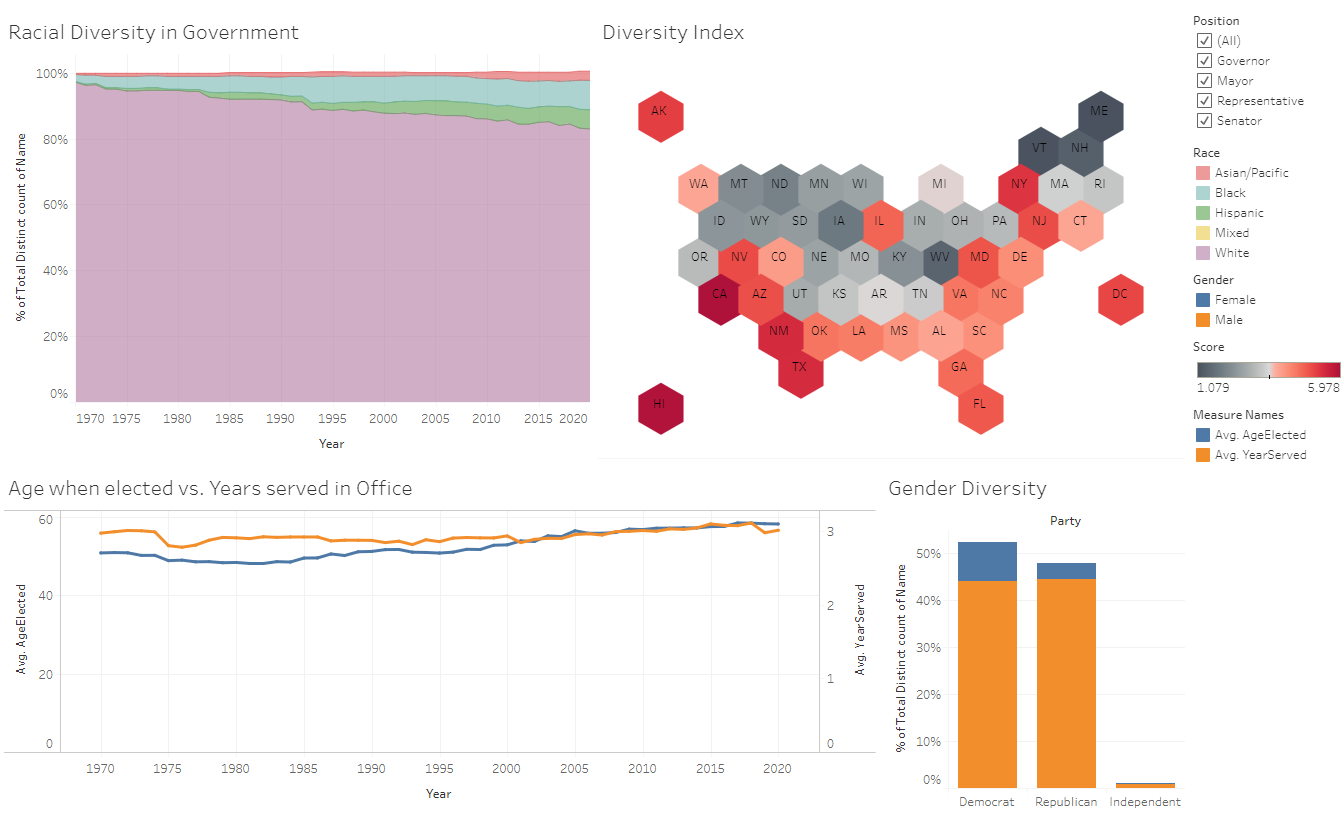 Racial Diversity in Government
100%
80%
60%
40%
20%
0%
% of Total Distinct count of Name
1970 1975 1980 1985 1990 1995 2000 2005 2010 2015 2020
Year
Diversity Index
AK
ME
VT NH
WA MT ND MN WI MI NY MA RI
ID WY SD IA IL IN OH PA NJ CT
OR NV CO NE MO KY WV MD DE
CA AZ UT KS AR TN VA NC DC
NM OK LA MS AL SC
TX GA
HI FL
Position
(All)
Governor
Mayor
Representative
Senator
Race
Asian/Pacific
Black
Hispanic
Mixed
White
Gender
Female
Male
Score
1.079 5.978
Measure Names
Avg. AgeElected
Avg. YearServed
Age when elected vs. Years served in Office
60
40
20
0
Avg. AgeElected
3
2
1
0
Avg. YearServed
1970 1975 1980 1985 1990 1995 2000 2005 2010 2015 2020
Year
Gender Diversity
Party
50%
40%
30%
20%
10%
0%
% of Total Distinct count of Name
Democrat Republican Independent